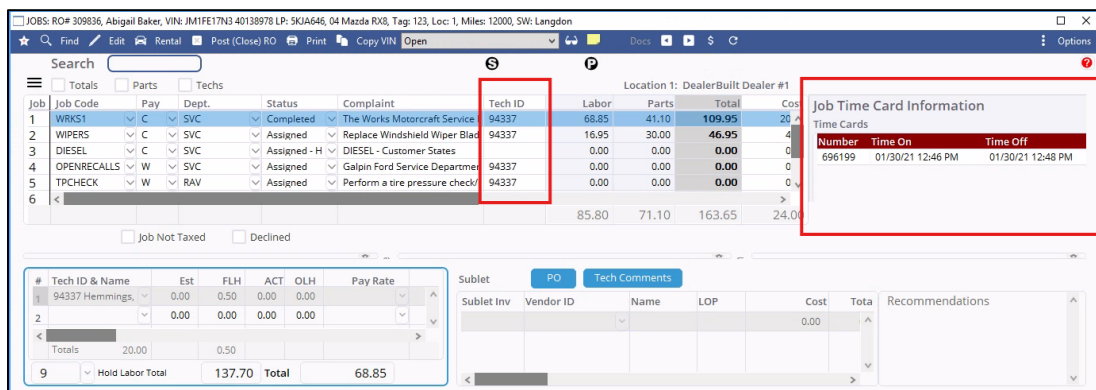 JOBS: RO# 309836, Abigail Baker, VIN: JM1FE17N3 40138978 LP: 5KJA646, 04 Mazda RX8, Tag: 123, Loc: 1, Miles: 12000, SW: Langdon
Find Edit Rental Post (Close) RO Print Copy VIN Open Docs $ Options
Search S P ?
Totals Parts Techs Location 1: DealerBuilt Dealer #1
Job Job Code Pay Dept. Status Complaint Tech ID Labor Parts Total Cost
1 WRKS1 C SVC Completed The Works Motorcraft Service 94337 68.85 41.10 109.95 20
2 WIPERS C SVC Assigned Replace Windshield Wiper Blad 94337 16.95 30.00 46.95 4
3 DIESEL C SVC Assigned - H DIESEL - Customer States 0.00 0.00 0.00 0
4 OPENRECALLS W SVC Assigned Galpin Ford Service Departmer 94337 0.00 0.00 0.00 0
5 TPCHECK W RAV Assigned Perform a tire pressure check/ 94337 0.00 0.00 0.00 0
6
85.80 71.10 163.65 24.00
Job Time Card Information
Time Cards
Number Time On Time Off
696199 01/30/21 12:46 PM 01/30/21 12:48 PM
Job Not Taxed Declined
# Tech ID & Name Est FLH ACT OLH Pay Rate
1 94337 Hemmings, 0.00 0.50 0.00 0.00
2 0.00 0.00 0.00 0.00
Totals 20.00 0.50
9 Hold Labor Total 137.70 Total 68.85
Sublet PO Tech Comments
Sublet Inv Vendor ID Name LOP Cost Tota
0.00
Recommendations